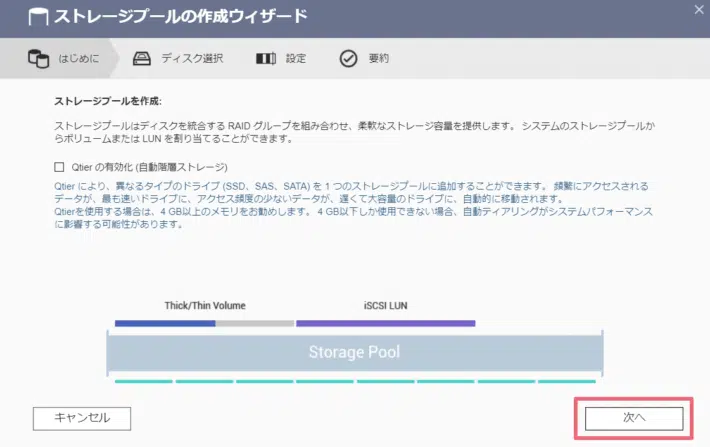 ストレージプールの作成ウィザード
はじめに
ディスク選択
設定
要約
ストレージプールを作成:
ストレージプールはディスクを統合する RAID グループを組み合わせ、柔軟なストレージ容量を提供します。 システムのストレージプールか
らボリュームまたは LUN を割り当てることができます。
Qtier の有効化 (自動階層ストレージ)
Qtier により、異なるタイプのドライブ (SSD、SAS、SATA) を 1 つのストレージプールに追加することができます。 頻繁にアクセスされる
データが、最も速いドライブに、アクセス頻度の少ないデータが、遅くて大容量のドライブに、自動的に移動されます。
Qtierを使用する場合は、4 GB以上のメモリをお勧めします。 4 GB以下しか使用できない場合、自動ティアリングがシステムパフォーマンス
に影響する可能性があります。
Thick/Thin Volume
iSCSI LUN
Storage Pool
キャンセル
次へ